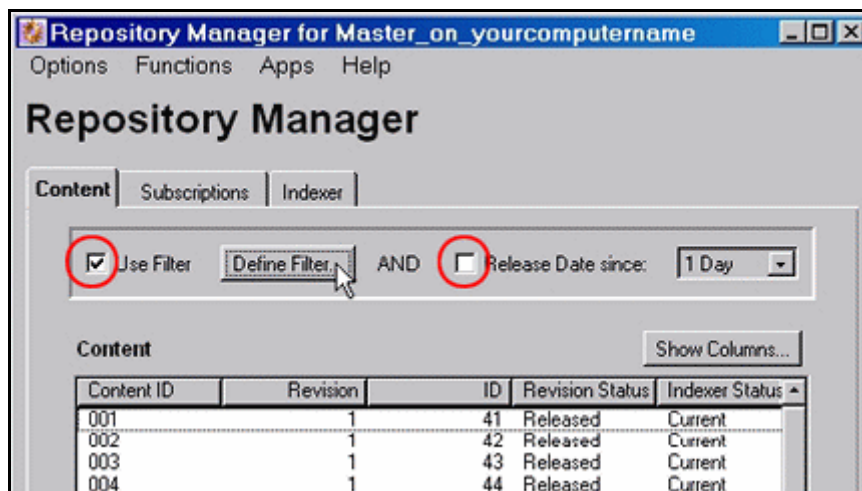 Repository Manager for Master_on_yourcomputername
Options Functions Apps Help
Repository Manager
Content Subscriptions Indexer
Use Filter Define Filter... AND Release Date since: 1 Day
Content Show Columns...
Content ID Revision ID Revision Status Indexer Status
001 1 41 Released Current
002 1 42 Released Current
003 1 43 Released Current
004 1 44 Released Current